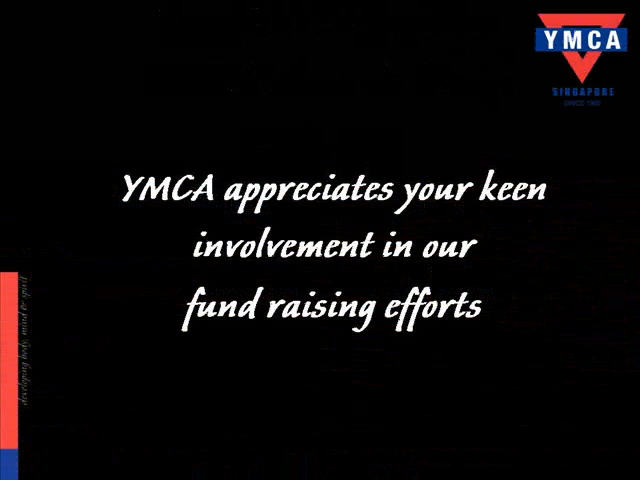 YMCA
SINGAPORE
SINCE 1902
YMCA appreciates your keen
involvement in our
fund raising efforts
developing body, mind & spirit